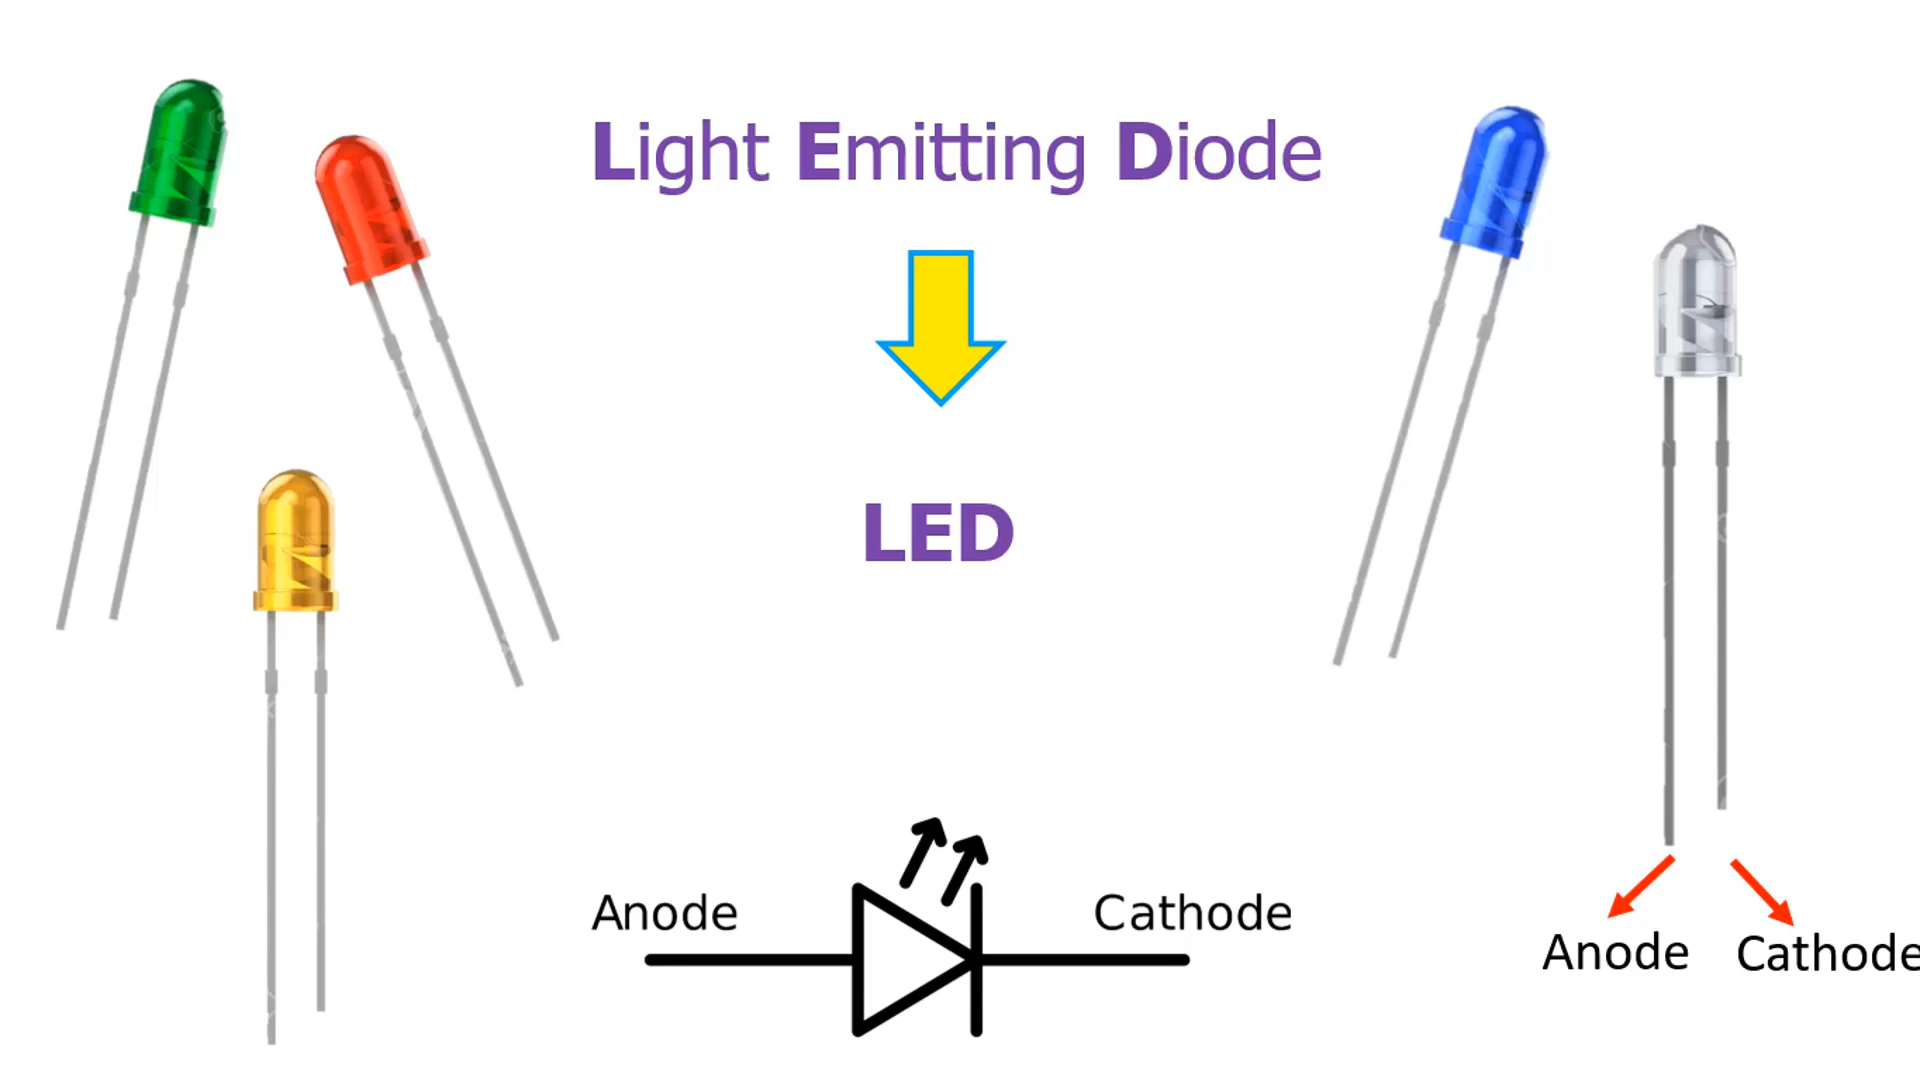 Light Emitting Diode
LED
Anode
Cathode
Anode
Cathode